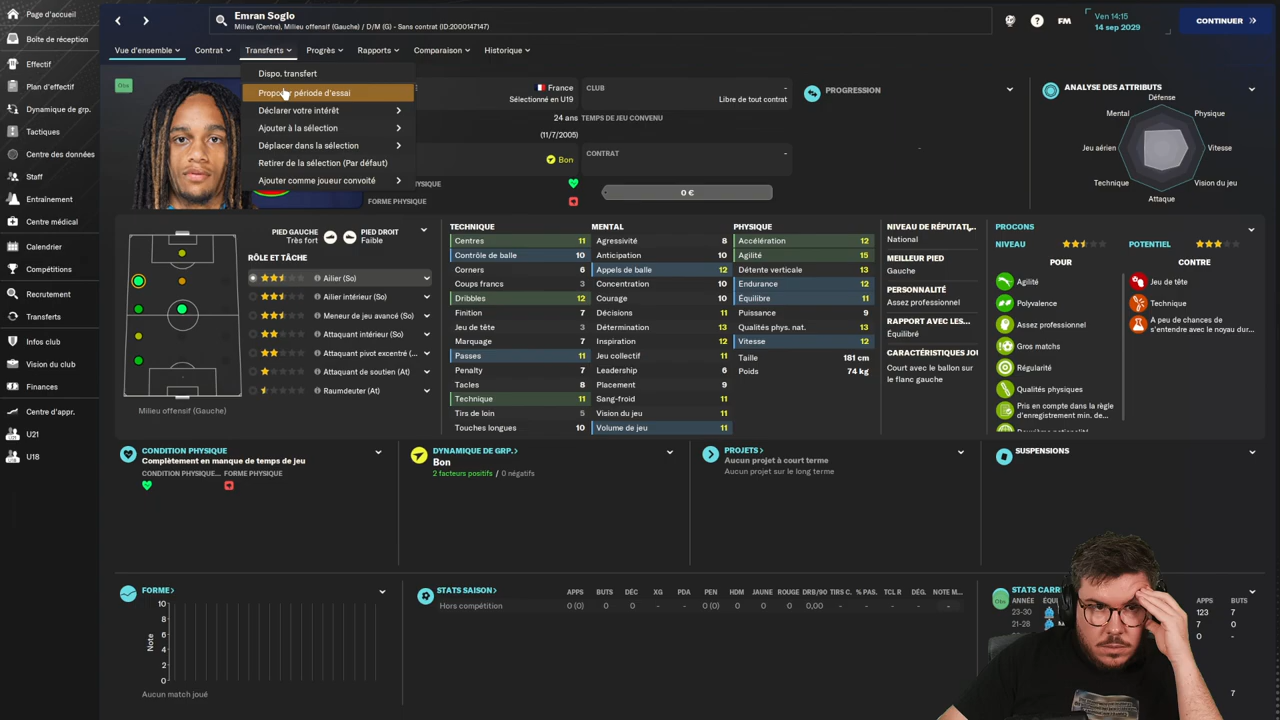 Page d'accueil
Boîte de réception
Effectif
Plan d'effectif
Dynamique de grp.
Tactiques
Centre des données
Staff
Entraînement
Centre médical
Calendrier
Compétitions
Recrutement
Transferts
Infos club
Vision du club
Finances
Centre d'appr.
U21
U18
Emran Soglo
Milieu (Centre), Milieu offensif (Gauche) / D/M (G) - Sans contrat (ID:2000147147)
FM
Ven 14:15
14 sep 2029
CONTINUER
Vue d'ensemble
Contrat
Transferts
Progrès
Rapports
Comparaison
Historique
Dispo. transfert
Proposer période d'essai
Déclarer votre intérêt
Ajouter à la sélection
Déplacer dans la sélection
Retirer de la sélection (Par défaut)
Ajouter comme joueur convoité
Obs
France
Sélectionné en U19
24 ans
(11/7/2005)
Bon
PHYSIQUE
FORME PHYSIQUE
CLUB -
Libre de tout contrat
TEMPS DE JEU CONVENU
-
CONTRAT -
0 €
PROGRESSION
-
ANALYSE DES ATTRIBUTS
Défense
Mental Physique
Jeu aérien Vitesse
Technique Vision du jeu
Attaque
PIED GAUCHE
Très fort
PIED DROIT
Faible
RÔLE ET TÂCHE
Ailier (So)
Ailier intérieur (So)
Meneur de jeu avancé (So)
Attaquant intérieur (So)
Attaquant pivot excentré (...
Attaquant de soutien (At)
Raumdeuter (At)
Milieu offensif (Gauche)
TECHNIQUE
Centres 11
Contrôle de balle 10
Corners 6
Coups francs 3
Dribbles 12
Finition 7
Jeu de tête 3
Marquage 7
Passes 11
Penalty 7
Tacles 8
Technique 11
Tirs de loin 5
Touches longues 10
MENTAL
Agressivité 8
Anticipation 10
Appels de balle 12
Concentration 10
Courage 10
Décisions 11
Détermination 13
Inspiration 12
Jeu collectif 11
Leadership 6
Placement 9
Sang-froid 11
Vision du jeu 11
Volume de jeu 11
PHYSIQUE
Accélération 12
Agilité 15
Détente verticale 13
Endurance 12
Équilibre 11
Puissance 9
Qualités phys. nat. 13
Vitesse 12
Taille 181 cm
Poids 74 kg
NIVEAU DE RÉPUTATI...
National
MEILLEUR PIED
Gauche
PERSONNALITÉ
Assez professionnel
RAPPORT AVEC LES...
Équilibré
CARACTÉRISTIQUES JOU
Court avec le ballon sur
le flanc gauche
PROCONS
NIVEAU POTENTIEL
POUR CONTRE
Agilité
Polyvalence
Assez professionnel
Gros matchs
Régularité
Qualités physiques
Pris en compte dans la règle
d'enregistrement min. de...
Deuxième nationalité
Jeu de tête
Technique
A peu de chances de
s'entendre avec le noyau dur...
CONDITION PHYSIQUE
Complètement en manque de temps de jeu
CONDITION PHYSIQUE... FORME PHYSIQUE
DYNAMIQUE DE GRP.
Bon
2 facteurs positifs / 0 négatifs
PROJETS
Aucun projet à court terme
Aucun projet sur le long terme
SUSPENSIONS
FORME
Note
10
8
6
4
2
0
Aucun match joué
STATS SAISON
APPS BUTS DÉC XG PDA PEN HDM JAUNE ROUGE DRB/90 TIRS C. % PAS. TCL R DÉG. NOTE M...
Hors compétition 0 (0) 0 0 - 0 0 (0) 0 0 0 0,00 - - - - -
Obs
STATS CARR
ANNÉE ÉQUI APPS BUTS
23-30 123 7
21-28 7 0
0 -
7